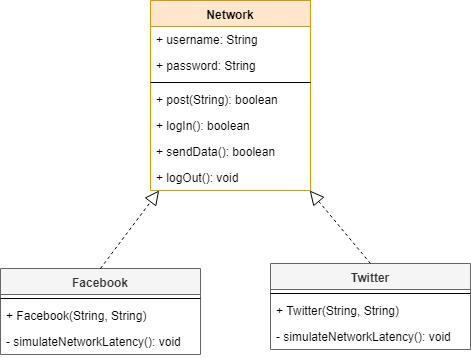 Network
+ username: String
+ password: String
+ post(String): boolean
+ logIn(): boolean
+ sendData(): boolean
+ logOut(): void
Facebook
+ Facebook(String, String)
- simulateNetworkLatency(): void
Twitter
+ Twitter(String, String)
- simulateNetworkLatency(): void